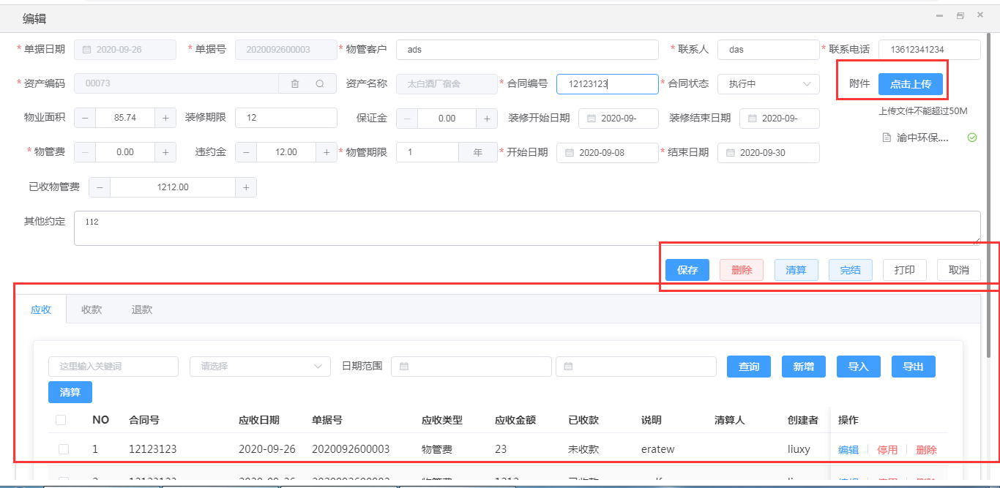 编辑
* 单据日期 2020-09-26 * 单据号 2020092600003 * 物管客户 ads * 联系人 das * 联系电话 13612341234
* 资产编码 00073 资产名称 太白酒厂宿舍 * 合同编号 12123123 * 合同状态 执行中 附件 点击上传
物业面积 − 85.74 + 装修期限 12 保证金 − 0.00 + 装修开始日期 2020-09- 装修结束日期 2020-09- 上传文件不能超过50M
渝中环保....
* 物管费 − 0.00 + 违约金 − 12.00 + * 物管期限 1 年 * 开始日期 2020-09-08 * 结束日期 2020-09-30
已收物管费 − 1212.00 +
其他约定 112
保存 删除 清算 完结 打印 取消
应收 收款 退款
这里输入关键词 请选择 日期范围 查询 新增 导入 导出
清算
NO 合同号 应收日期 单据号 应收类型 应收金额 已收款 说明 清算人 创建者 操作
1 12123123 2020-09-26 2020092600003 物管费 23 未收款 eratew liuxy 编辑 停用 删除